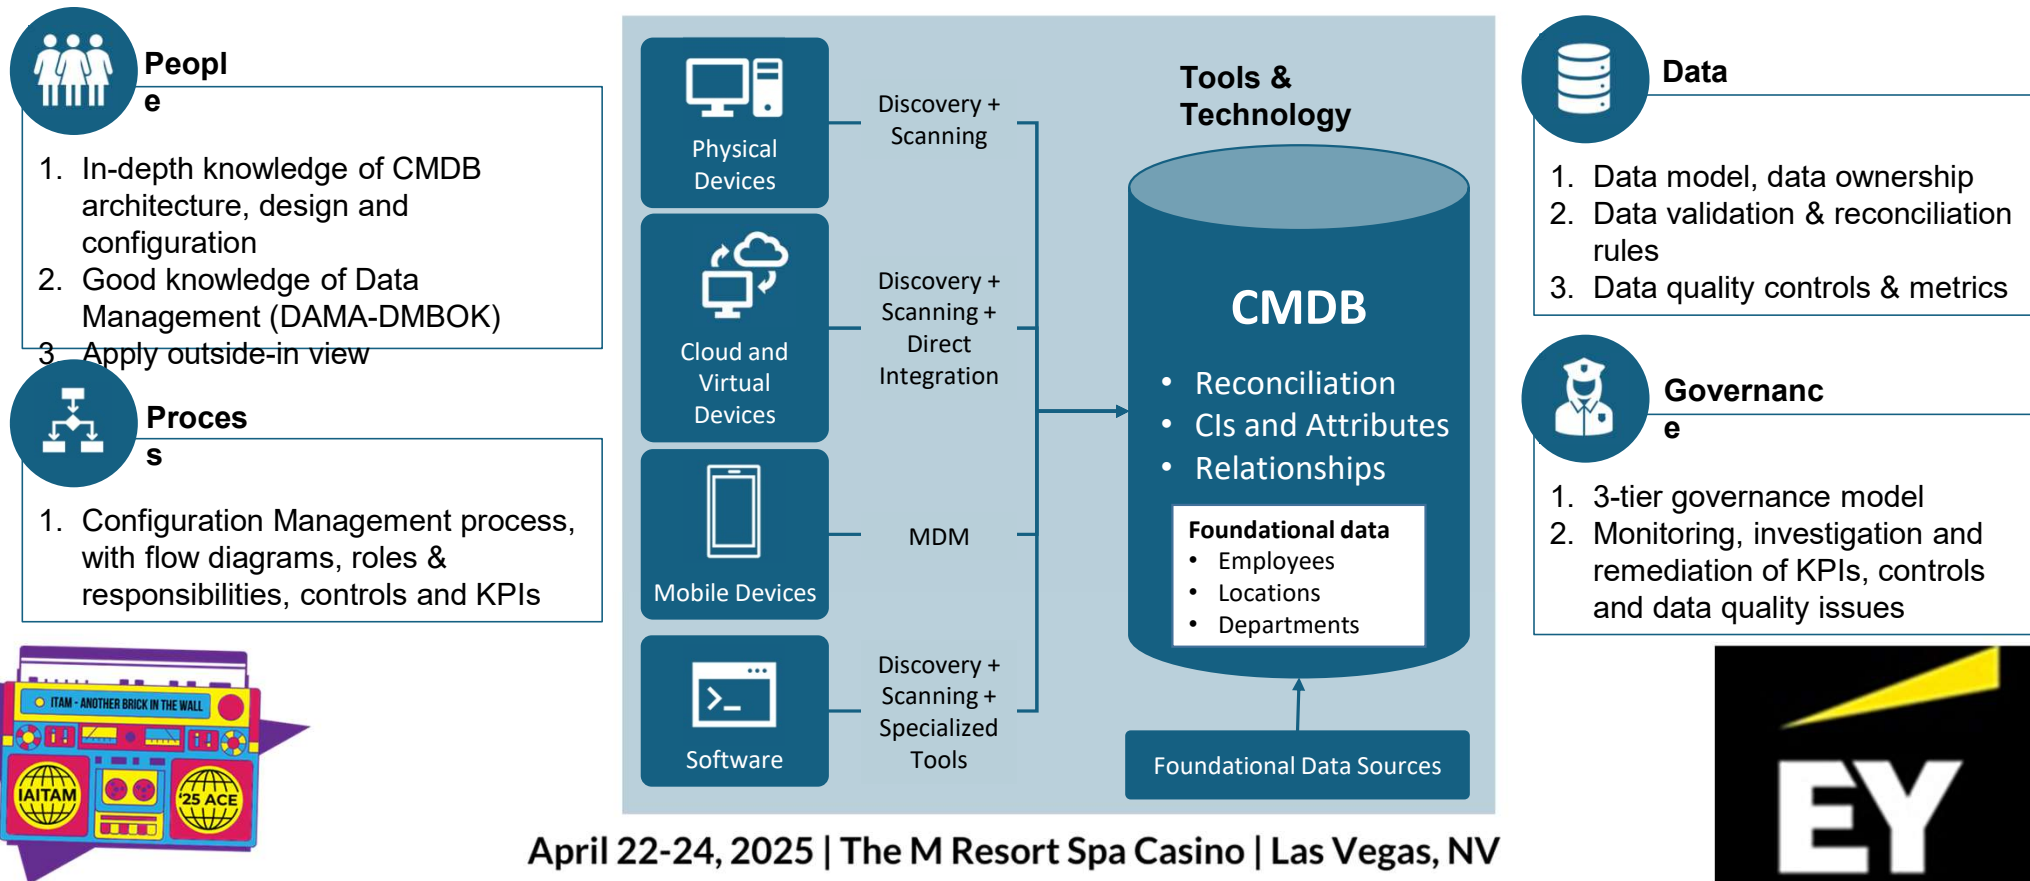 Peopl
e
1. In-depth knowledge of CMDB
architecture, design and
configuration
2. Good knowledge of Data
Management (DAMA-DMBOK)
3. Apply outside-in view
Proces
s
1. Configuration Management process,
with flow diagrams, roles &
responsibilities, controls and KPIs
Tools &
Technology
Physical
Devices
Discovery +
Scanning
Cloud and
Virtual
Devices
Discovery +
Scanning +
Direct
Integration
Mobile Devices
MDM
Software
Discovery +
Scanning +
Specialized
Tools
CMDB
• Reconciliation
• CIs and Attributes
• Relationships
Foundational data
• Employees
• Locations
• Departments
Foundational Data Sources
Data
1. Data model, data ownership
2. Data validation & reconciliation
rules
3. Data quality controls & metrics
Governanc
e
1. 3-tier governance model
2. Monitoring, investigation and
remediation of KPIs, controls
and data quality issues
ITAM - ANOTHER BRICK IN THE WALL
IAITAM
'25 ACE
April 22-24, 2025 | The M Resort Spa Casino | Las Vegas, NV
EY